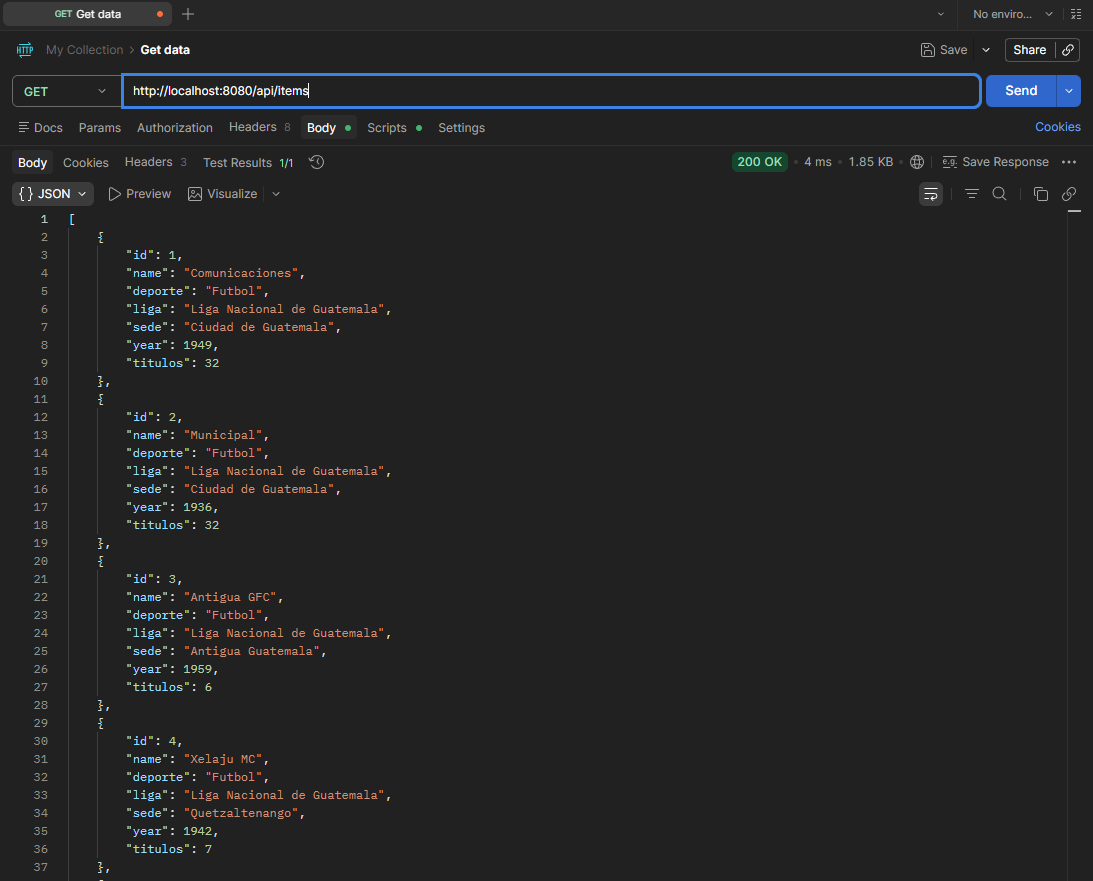 GET Get data
No enviro...
HTTP My Collection > Get data Save Share
GET http://localhost:8080/api/items Send
Docs Params Authorization Headers 8 Body Scripts Settings Cookies
Body Cookies Headers 3 Test Results 1/1 200 OK • 4 ms • 1.85 KB • e.g. Save Response
{} JSON Preview Visualize
1 [
2 {
3 "id": 1,
4 "name": "Comunicaciones",
5 "deporte": "Futbol",
6 "liga": "Liga Nacional de Guatemala",
7 "sede": "Ciudad de Guatemala",
8 "year": 1949,
9 "titulos": 32
10 },
11 {
12 "id": 2,
13 "name": "Municipal",
14 "deporte": "Futbol",
15 "liga": "Liga Nacional de Guatemala",
16 "sede": "Ciudad de Guatemala",
17 "year": 1936,
18 "titulos": 32
19 },
20 {
21 "id": 3,
22 "name": "Antigua GFC",
23 "deporte": "Futbol",
24 "liga": "Liga Nacional de Guatemala",
25 "sede": "Antigua Guatemala",
26 "year": 1959,
27 "titulos": 6
28 },
29 {
30 "id": 4,
31 "name": "Xelaju MC",
32 "deporte": "Futbol",
33 "liga": "Liga Nacional de Guatemala",
34 "sede": "Quetzaltenango",
35 "year": 1942,
36 "titulos": 7
37 },